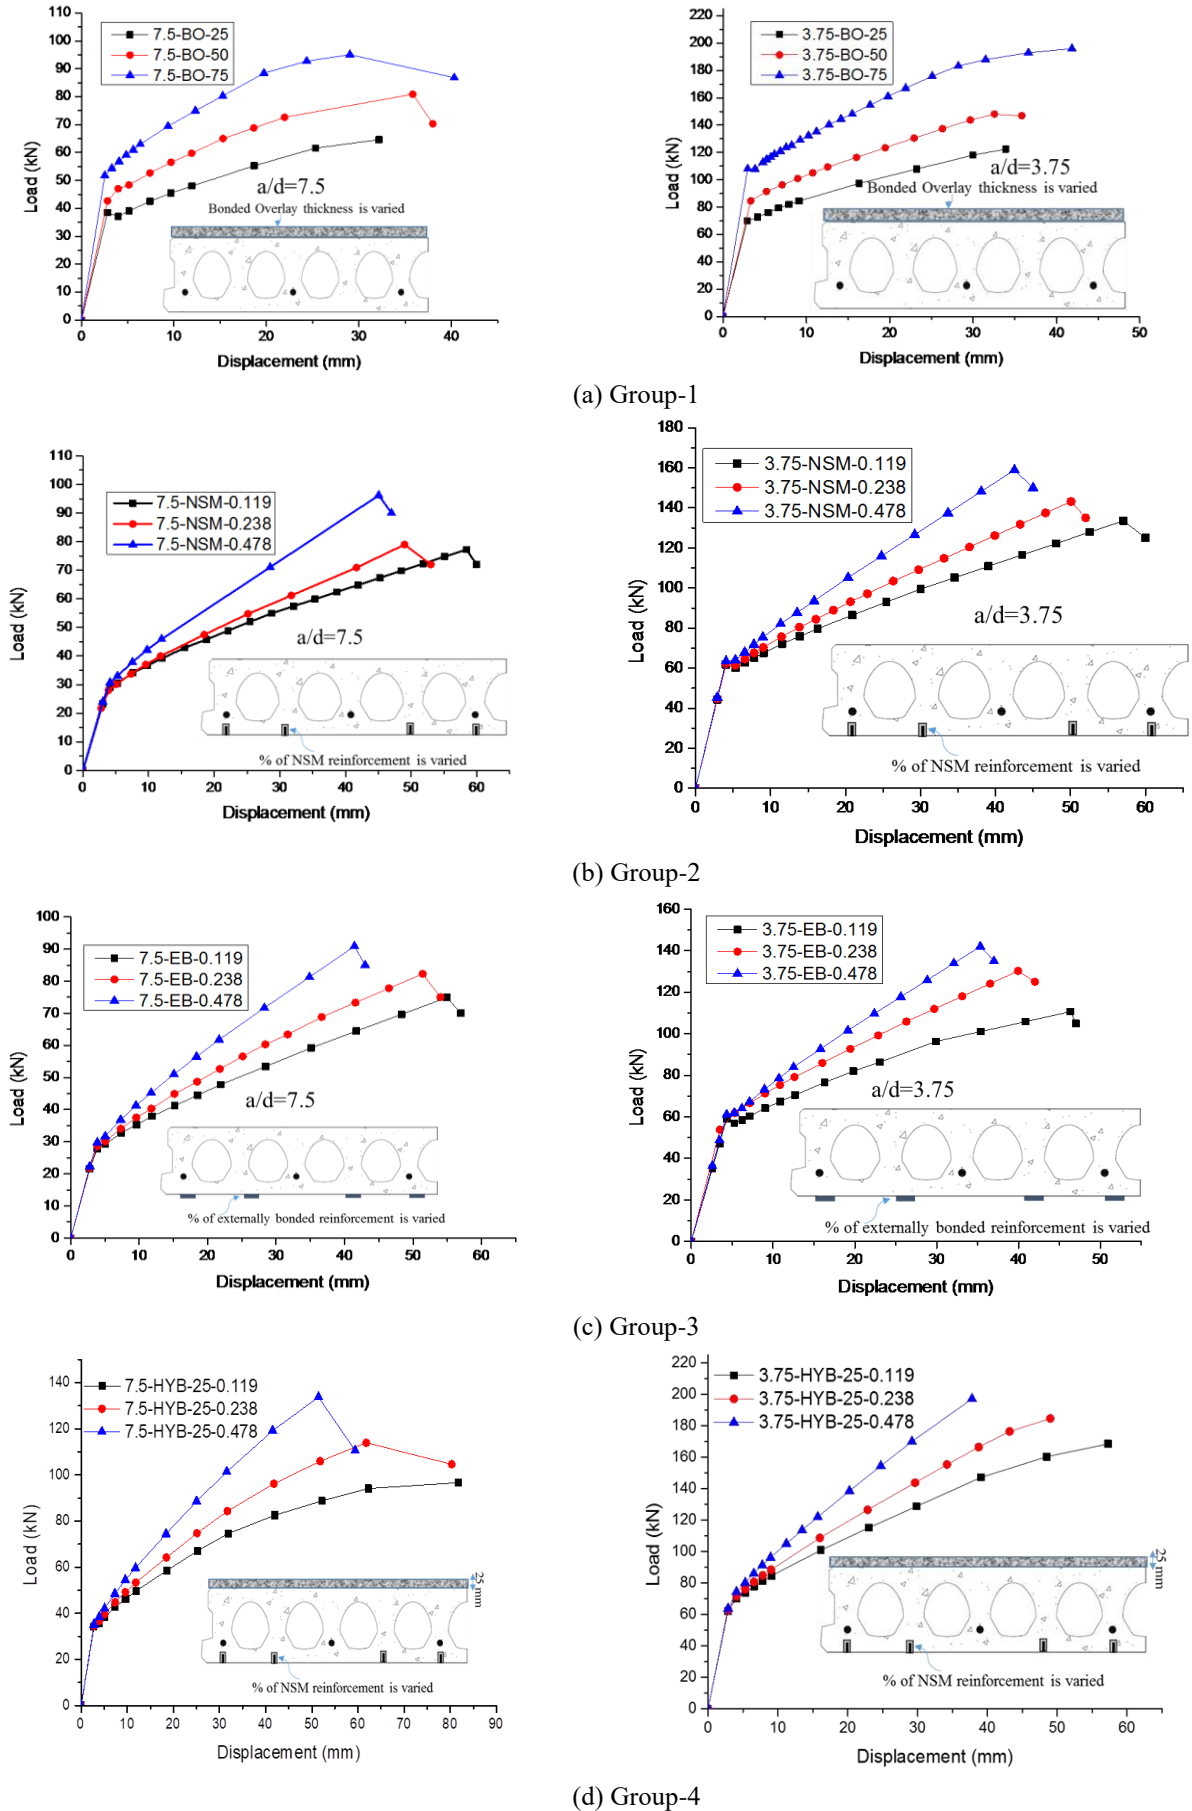 110
100
90
80
70
60
50
40
30
20
10
0
Load (kN)
7.5-BO-25
7.5-BO-50
7.5-BO-75
a/d=7.5
Bonded Overlay thickness is varied
0 10 20 30 40
Displacement (mm)
220
200
180
160
140
120
100
80
60
40
20
0
Load (kN)
3.75-BO-25
3.75-BO-50
3.75-BO-75
a/d=3.75
Bonded Overlay thickness is varied
0 10 20 30 40 50
Displacement (mm)
(a) Group-1
110
100
90
80
70
60
50
40
30
20
10
0
Load (kN)
7.5-NSM-0.119
7.5-NSM-0.238
7.5-NSM-0.478
a/d=7.5
% of NSM reinforcement is varied
0 10 20 30 40 50 60
Displacement (mm)
180
160
140
120
100
80
60
40
20
0
Load (kN)
3.75-NSM-0.119
3.75-NSM-0.238
3.75-NSM-0.478
a/d=3.75
% of NSM reinforcement is varied
0 10 20 30 40 50 60
Displacement (mm)
(b) Group-2
100
90
80
70
60
50
40
30
20
10
0
Load (kN)
7.5-EB-0.119
7.5-EB-0.238
7.5-EB-0.478
a/d=7.5
% of externally bonded reinforcement is varied
0 10 20 30 40 50 60
Displacement (mm)
160
140
120
100
80
60
40
20
0
Load (kN)
3.75-EB-0.119
3.75-EB-0.238
3.75-EB-0.478
a/d=3.75
% of externally bonded reinforcement is varied
0 10 20 30 40 50
Displacement (mm)
(c) Group-3
140
120
100
80
60
40
20
0
Load (kN)
7.5-HYB-25-0.119
7.5-HYB-25-0.238
7.5-HYB-25-0.478
25 mm
% of NSM reinforcement is varied
0 10 20 30 40 50 60 70 80 90
Displacement (mm)
220
200
180
160
140
120
100
80
60
40
20
0
Load (kN)
3.75-HYB-25-0.119
3.75-HYB-25-0.238
3.75-HYB-25-0.478
25 mm
% of NSM reinforcement is varied
0 10 20 30 40 50 60
Displacement (mm)
(d) Group-4